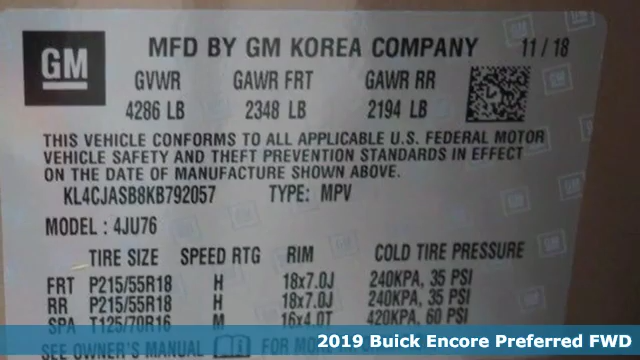 GM
MFD BY GM KOREA COMPANY 11/18
GVWR GAWR FRT GAWR RR
4286 LB 2348 LB 2194 LB
THIS VEHICLE CONFORMS TO ALL APPLICABLE U.S. FEDERAL MOTOR
VEHICLE SAFETY AND THEFT PREVENTION STANDARDS IN EFFECT
ON THE DATE OF MANUFACTURE SHOWN ABOVE.
KL4CJASB8KB792057 TYPE: MPV
MODEL: 4JU76
TIRE SIZE SPEED RTG RIM COLD TIRE PRESSURE
FRT P215/55R18 H 18x7.0J 240KPA, 35 PSI
RR P215/55R18 H 18x7.0J 240KPA, 35 PSI
SPA T125/70R16 M 16x4.0T 420KPA, 60 PSI
SEE OWNER'S MANUAL FOR MORE
2019 Buick Encore Preferred FWD